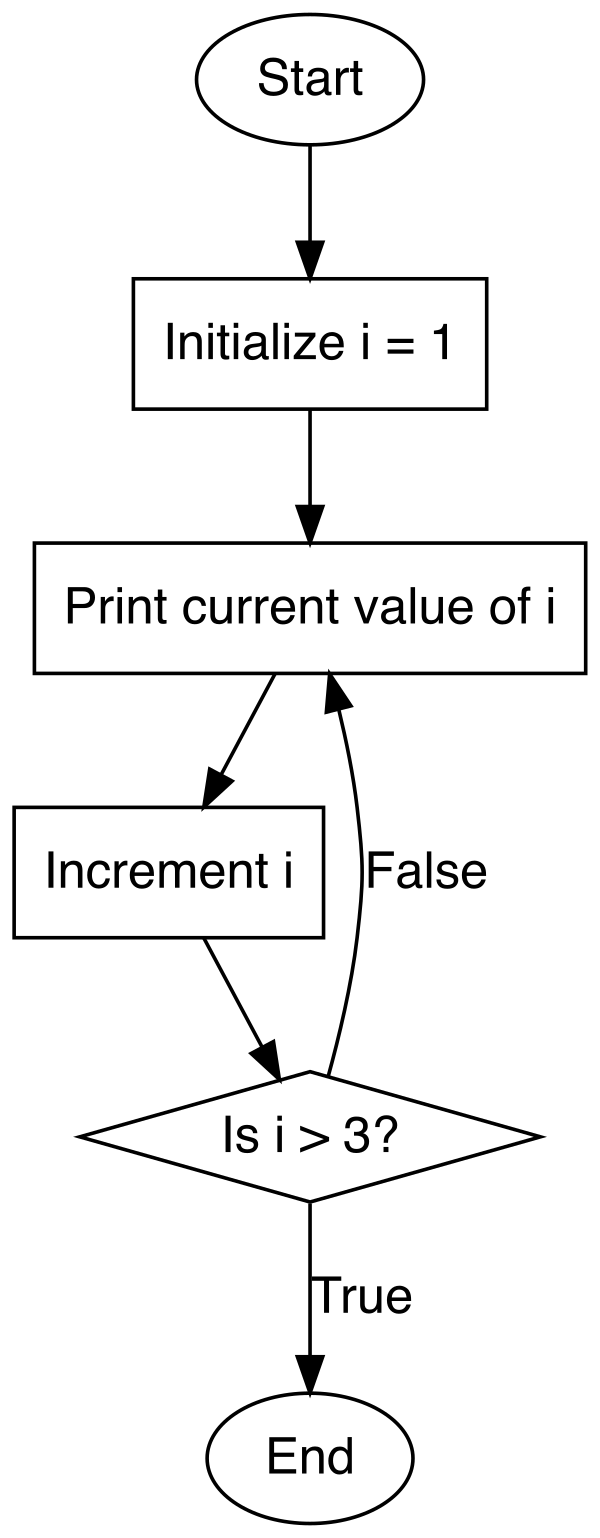 Start
Initialize i = 1
Print current value of i
Increment i
False
Is i > 3?
True
End